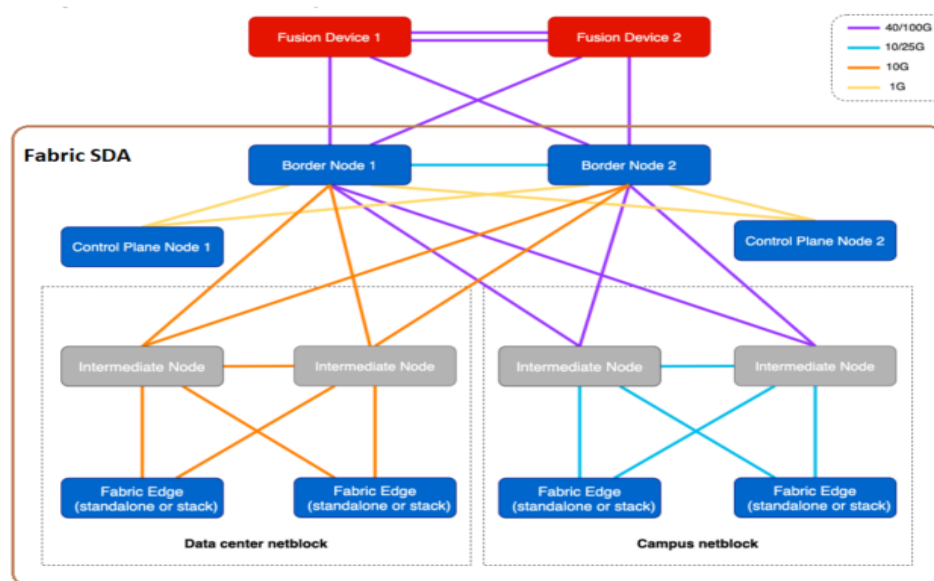 Fusion Device 1
Fusion Device 2
40/100G
10/25G
10G
1G
Fabric SDA
Border Node 1
Border Node 2
Control Plane Node 1
Control Plane Node 2
Intermediate Node
Intermediate Node
Intermediate Node
Intermediate Node
Fabric Edge
(standalone or stack)
Fabric Edge
(standalone or stack)
Fabric Edge
(standalone or stack)
Fabric Edge
(standalone or stack)
Data center netblock
Campus netblock